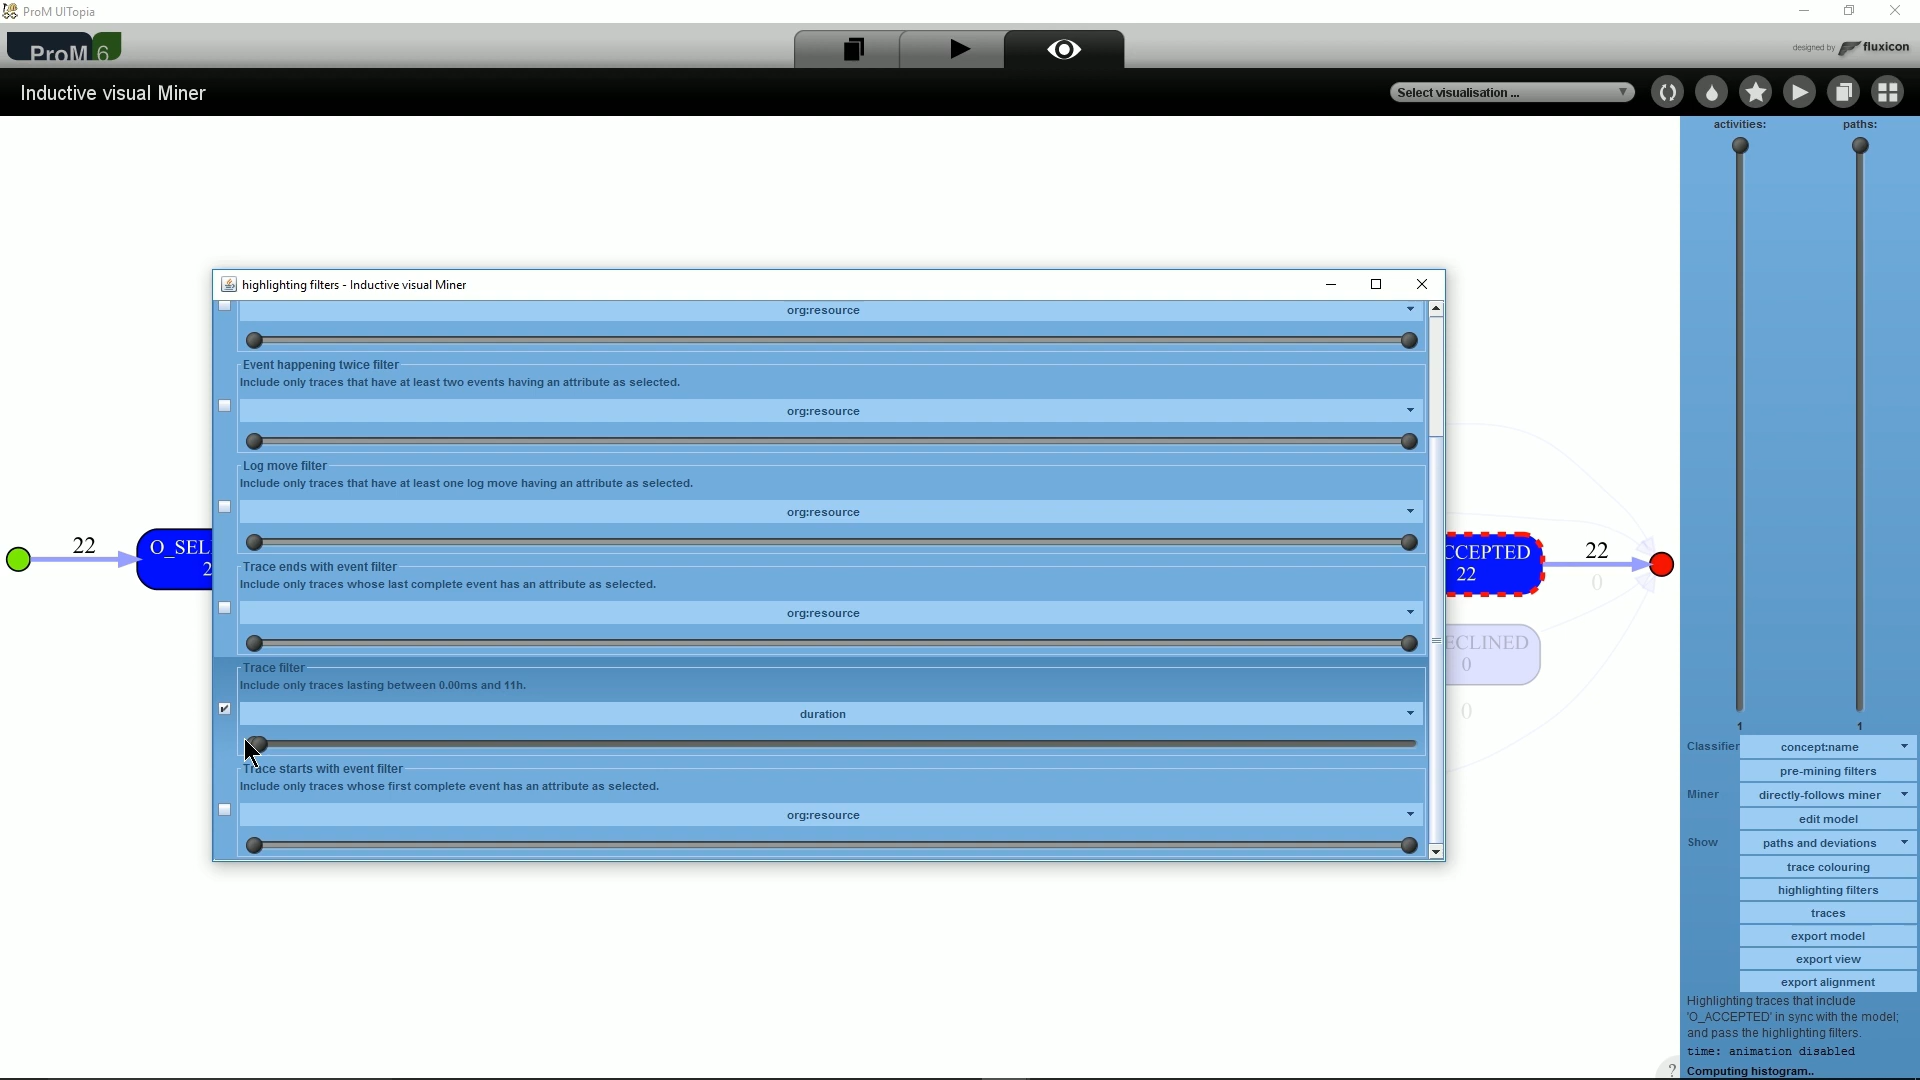 ProM UITopia
ProM 6
designed by fluxicon
Inductive visual Miner
Select visualisation ...
activities:
paths:
highlighting filters - Inductive visual Miner
org:resource
Event happening twice filter
Include only traces that have at least two events having an attribute as selected.
org:resource
Log move filter
Include only traces that have at least one log move having an attribute as selected.
org:resource
Trace ends with event filter
Include only traces whose last complete event has an attribute as selected.
org:resource
Trace filter
Include only traces lasting between 0.00ms and 11h.
duration
Trace starts with event filter
Include only traces whose first complete event has an attribute as selected.
org:resource
22
O_SEL
2
CCEPTED
22
22
0
ECLINED
0
0
1
1
Classifier
concept:name
pre-mining filters
Miner
directly-follows miner
edit model
Show
paths and deviations
trace colouring
highlighting filters
traces
export model
export view
export alignment
Highlighting traces that include
'O_ACCEPTED' in sync with the model;
and pass the highlighting filters.
time: animation disabled
? Computing histogram..